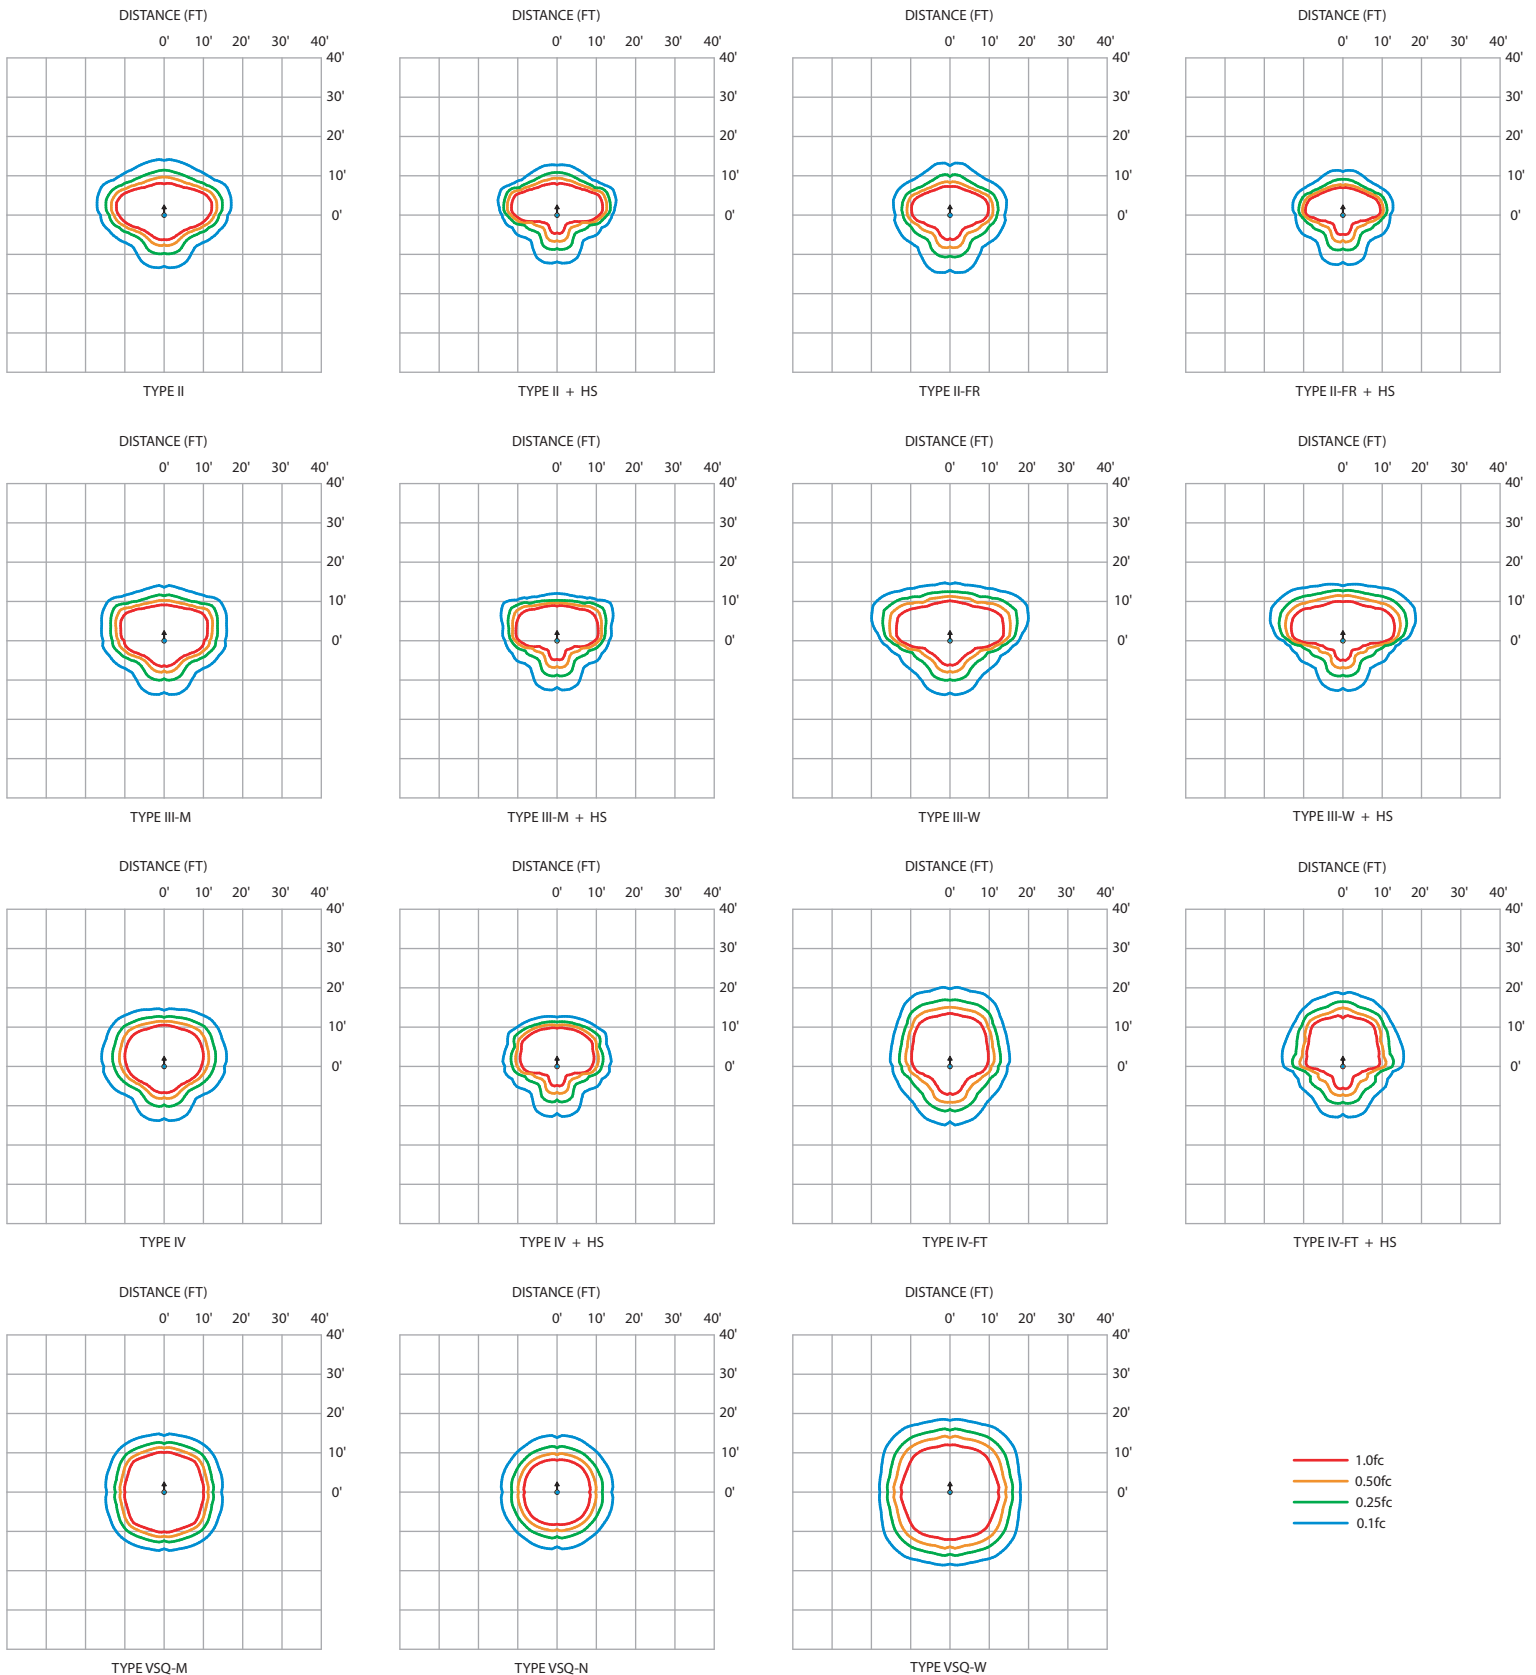 DISTANCE (FT) DISTANCE (FT) DISTANCE (FT) DISTANCE (FT)
0' 10' 20' 30' 40' 0' 10' 20' 30' 40' 0' 10' 20' 30' 40' 0' 10' 20' 30' 40'
40' 40' 40' 40'
30' 30' 30' 30'
20' 20' 20' 20'
10' 10' 10' 10'
0' 0' 0' 0'
TYPE II TYPE II + HS TYPE II-FR TYPE II-FR + HS
DISTANCE (FT) DISTANCE (FT) DISTANCE (FT) DISTANCE (FT)
0' 10' 20' 30' 40' 0' 10' 20' 30' 40' 0' 10' 20' 30' 40' 0' 10' 20' 30' 40'
40' 40' 40' 40'
30' 30' 30' 30'
20' 20' 20' 20'
10' 10' 10' 10'
0' 0' 0' 0'
TYPE III-M TYPE III-M + HS TYPE III-W TYPE III-W + HS
DISTANCE (FT) DISTANCE (FT) DISTANCE (FT) DISTANCE (FT)
0' 10' 20' 30' 40' 0' 10' 20' 30' 40' 0' 10' 20' 30' 40' 0' 10' 20' 30' 40'
40' 40' 40' 40'
30' 30' 30' 30'
20' 20' 20' 20'
10' 10' 10' 10'
0' 0' 0' 0'
TYPE IV TYPE IV + HS TYPE IV-FT TYPE IV-FT + HS
DISTANCE (FT) DISTANCE (FT) DISTANCE (FT)
0' 10' 20' 30' 40' 0' 10' 20' 30' 40' 0' 10' 20' 30' 40'
40' 40' 40'
30' 30' 30'
20' 20' 20'
10' 10' 10'
0' 0' 0'
1.0fc
0.50fc
0.25fc
0.1fc
TYPE VSQ-M TYPE VSQ-N TYPE VSQ-W